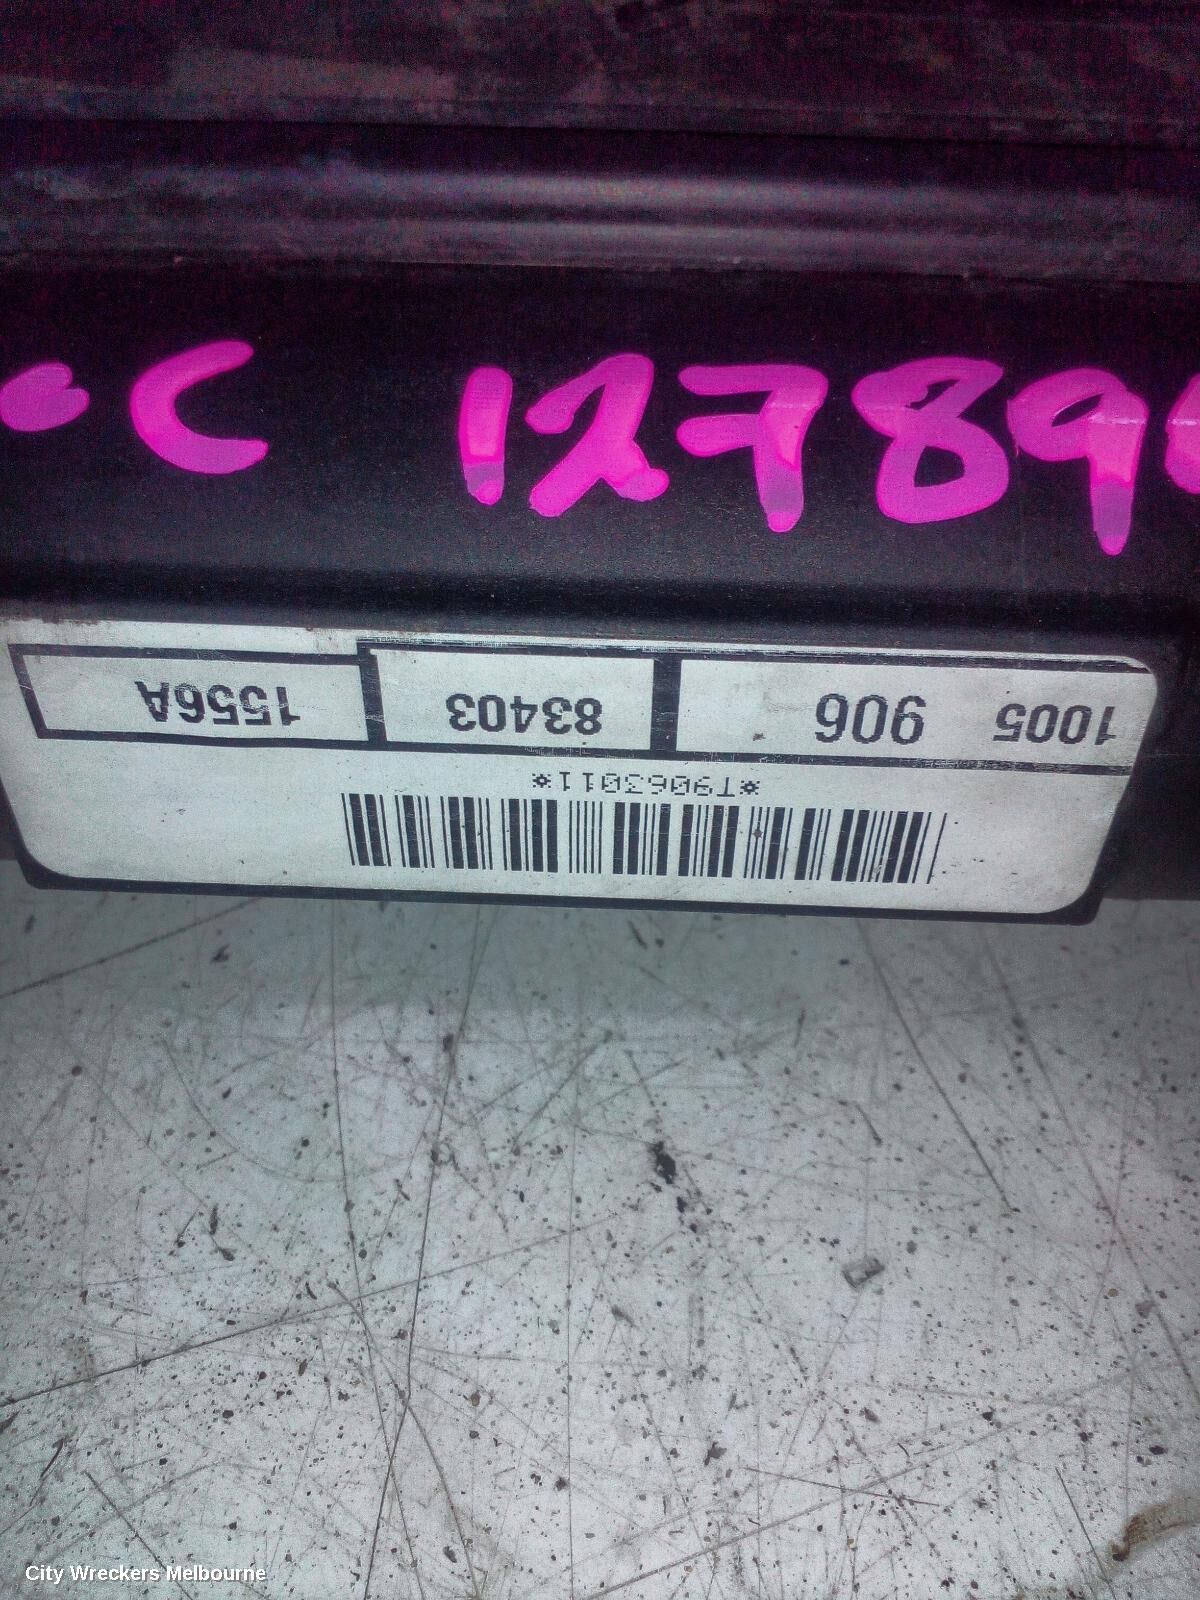 C 12789
*T9063011*
1005 906 83403 1556A
City Wreckers Melbourne